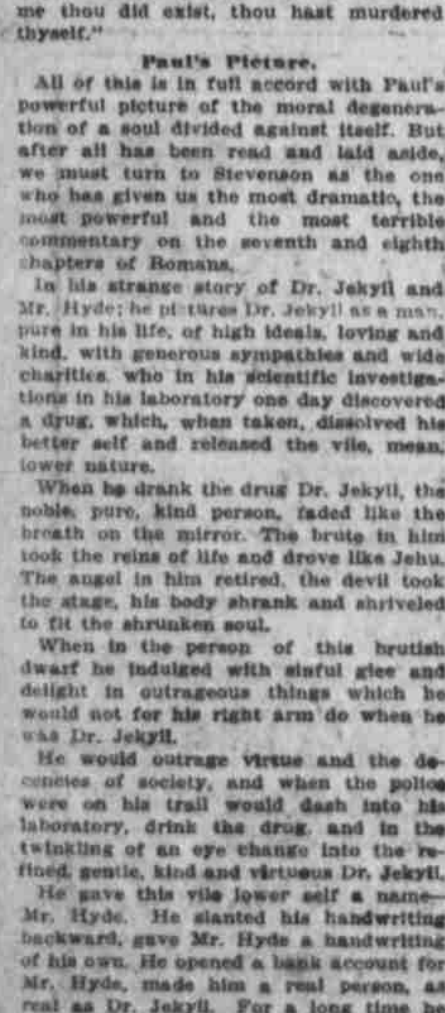 me thou did exist, thou hast murdered
thyself."
Paul's Picture.
All of this is in full accord with Paul's
powerful picture of the moral degenera-
tion of a soul divided against itself. But
after all has been read and laid aside,
we must turn to Stevenson as the one
who has given us the most dramatic, the
most powerful and the most terrible
commentary on the seventh and eighth
chapters of Romans.
In his strange story of Dr. Jekyll and
Mr. Hyde; he pictures Dr. Jekyll as a man,
pure in his life, of high ideals, loving and
kind, with generous sympathies and wide
charities, who in his scientific investiga-
tions in his laboratory one day discovered
a drug, which, when taken, dissolved his
better self and released the vile, mean,
lower nature.
When he drank the drug Dr. Jekyll, the
noble, pure, kind person, faded like the
breath on the mirror. The brute in him
took the reins of life and drove like Jehu.
The angel in him retired, the devil took
the stage, his body shrank and shriveled
to fit the shrunken soul.
When in the person of this brutish
dwarf he indulged with sinful glee and
delight in outrageous things which he
would not for his right arm do when he
was Dr. Jekyll.
He would outrage virtue and the de-
cencies of society, and when the police
were on his trail would dash into his
laboratory, drink the drug, and in the
twinkling of an eye change into the re-
fined, gentle, kind and virtuous Dr. Jekyll.
He gave this vile lower self a name—
Mr. Hyde. He slanted his handwriting
backward, gave Mr. Hyde a handwriting
of his own. He opened a bank account for
Mr. Hyde, made him a real person, as
real as Dr. Jekyll. For a long time he